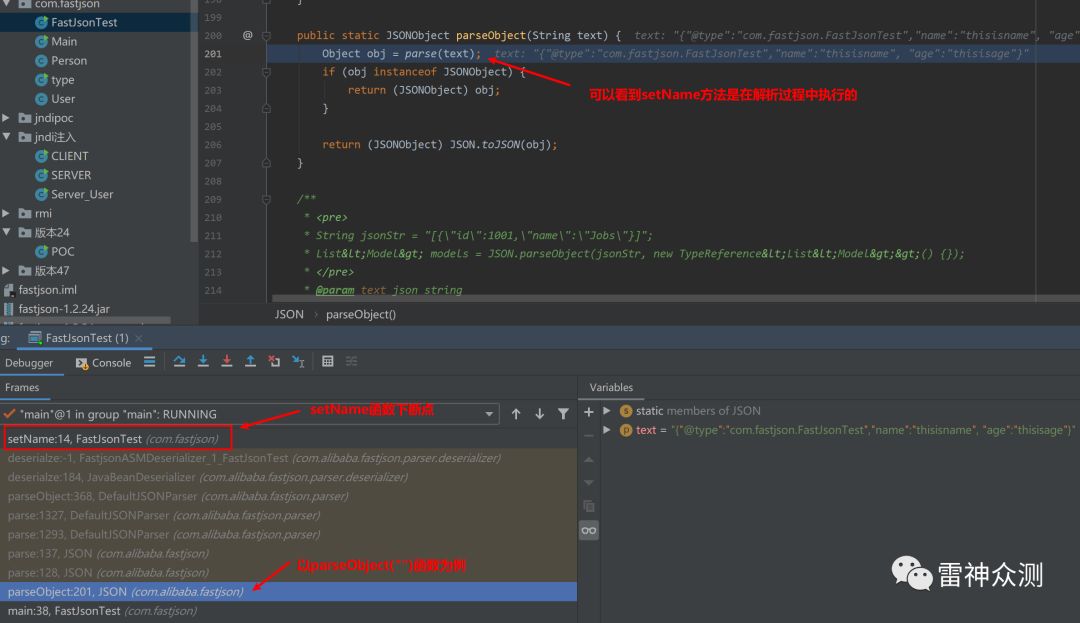 com.fastjson
FastJsonTest
Main
Person
type
User
jndipoc
jndi注入
CLIENT
SERVER
Server_User
rmi
版本24
POC
版本47
fastjson.iml
fastjson-1.2.24.jar
199
200 @ public static JSONObject parseObject(String text) { text: "{"@type":"com.fastjson.FastJsonTest","name":"thisisname", "age"
201 Object obj = parse(text); text: "{"@type":"com.fastjson.FastJsonTest","name":"thisisname", "age":"thisisage"}"
202 if (obj instanceof JSONObject) {
203 return (JSONObject) obj;
可以看到setName方法是在解析过程中执行的
204 }
205
206 return (JSONObject) JSON.toJSON(obj);
207 }
208
209 /**
210 * <pre>
211 * String jsonStr = "[{\"id\":1001,\"name\":\"Jobs\"}]";
212 * List&lt;Model&gt; models = JSON.parseObject(jsonStr, new TypeReference&lt;List&lt;Model&gt;&gt;() {});
213 * </pre>
214 * @param text json string
JSON › parseObject()
g: FastJsonTest (1) ×
Debugger Console
Frames
"main"@1 in group "main": RUNNING
setName函数下断点
setName:14, FastJsonTest (com.fastjson)
deserialze:-1, FastjsonASMDeserializer_1_FastJsonTest (com.alibaba.fastjson.parser.deserializer)
deserialze:184, JavaBeanDeserializer (com.alibaba.fastjson.parser.deserializer)
parseObject:368, DefaultJSONParser (com.alibaba.fastjson.parser)
parse:1327, DefaultJSONParser (com.alibaba.fastjson.parser)
parse:1293, DefaultJSONParser (com.alibaba.fastjson.parser)
parse:137, JSON (com.alibaba.fastjson)
parse:128, JSON (com.alibaba.fastjson)
以parseObject("")函数为例
parseObject:201, JSON (com.alibaba.fastjson)
main:38, FastJsonTest (com.fastjson)
Variables
static members of JSON
text = "{"@type":"com.fastjson.FastJsonTest","name":"thisisname", "age":"thisisage"}"
雷神众测